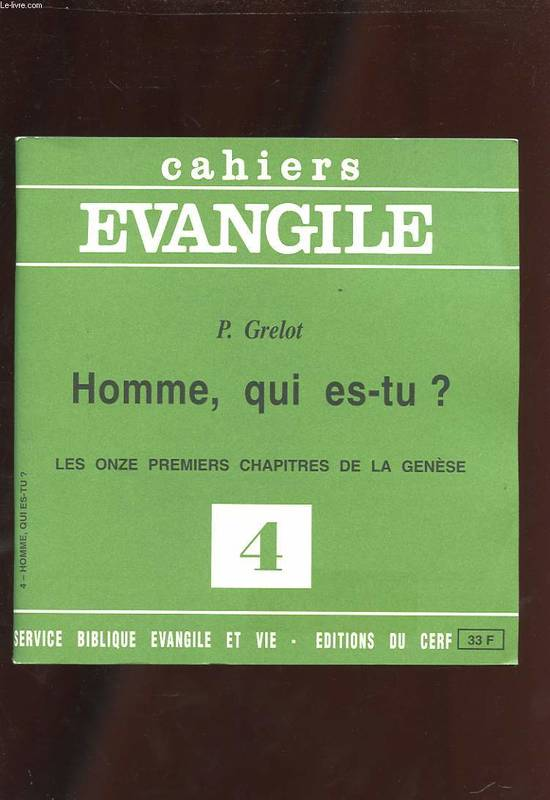 Le-livre.com
cahiers
EVANGILE
P. Grelot
Homme, qui es-tu ?
LES ONZE PREMIERS CHAPITRES DE LA GENÈSE
4
4 – HOMME, QUI ES-TU ?
SERVICE BIBLIQUE EVANGILE ET VIE - EDITIONS DU CERF 33 F